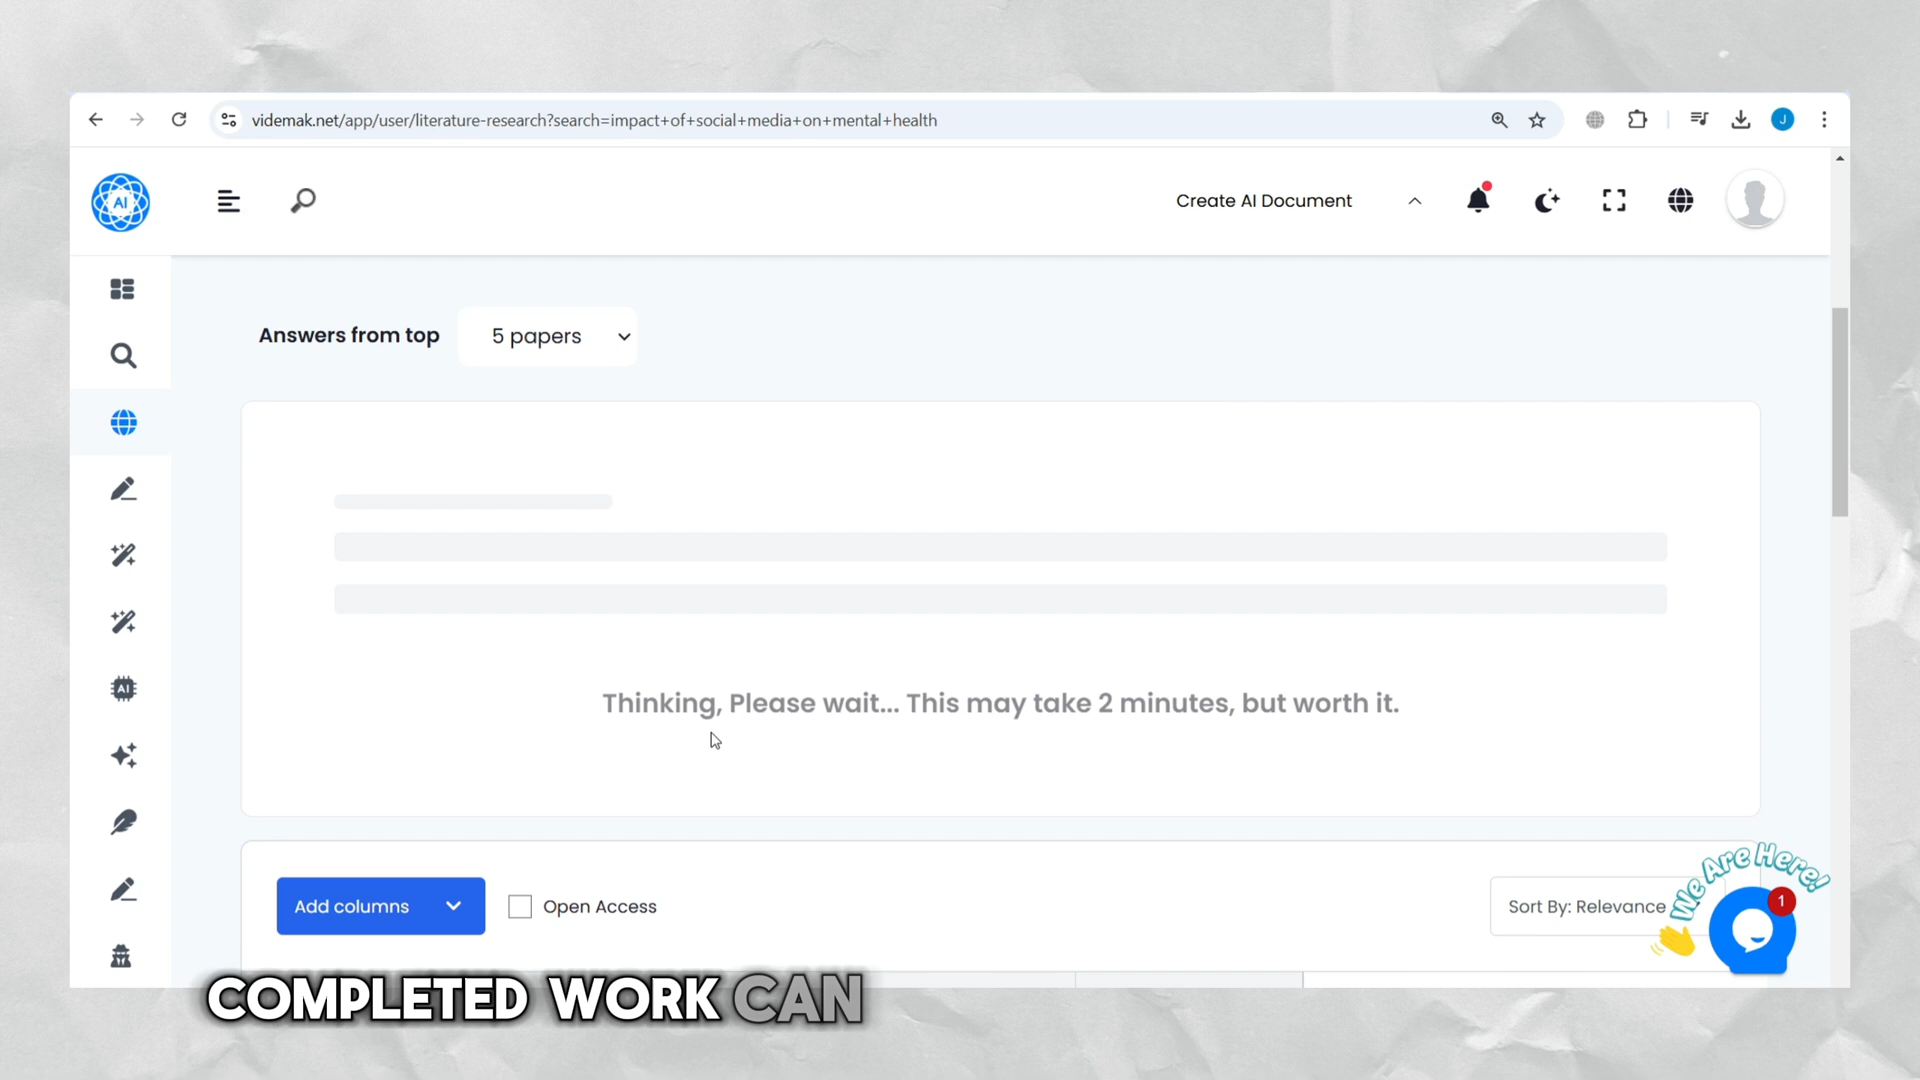 videmak.net/app/user/literature-research?search=impact+of+social+media+on+mental+health
J
AI
Create AI Document
Answers from top
5 papers
AI
Thinking, Please wait... This may take 2 minutes, but worth it.
We Are Here!
1
Add columns
Open Access
Sort By: Relevance
COMPLETED WORK CAN